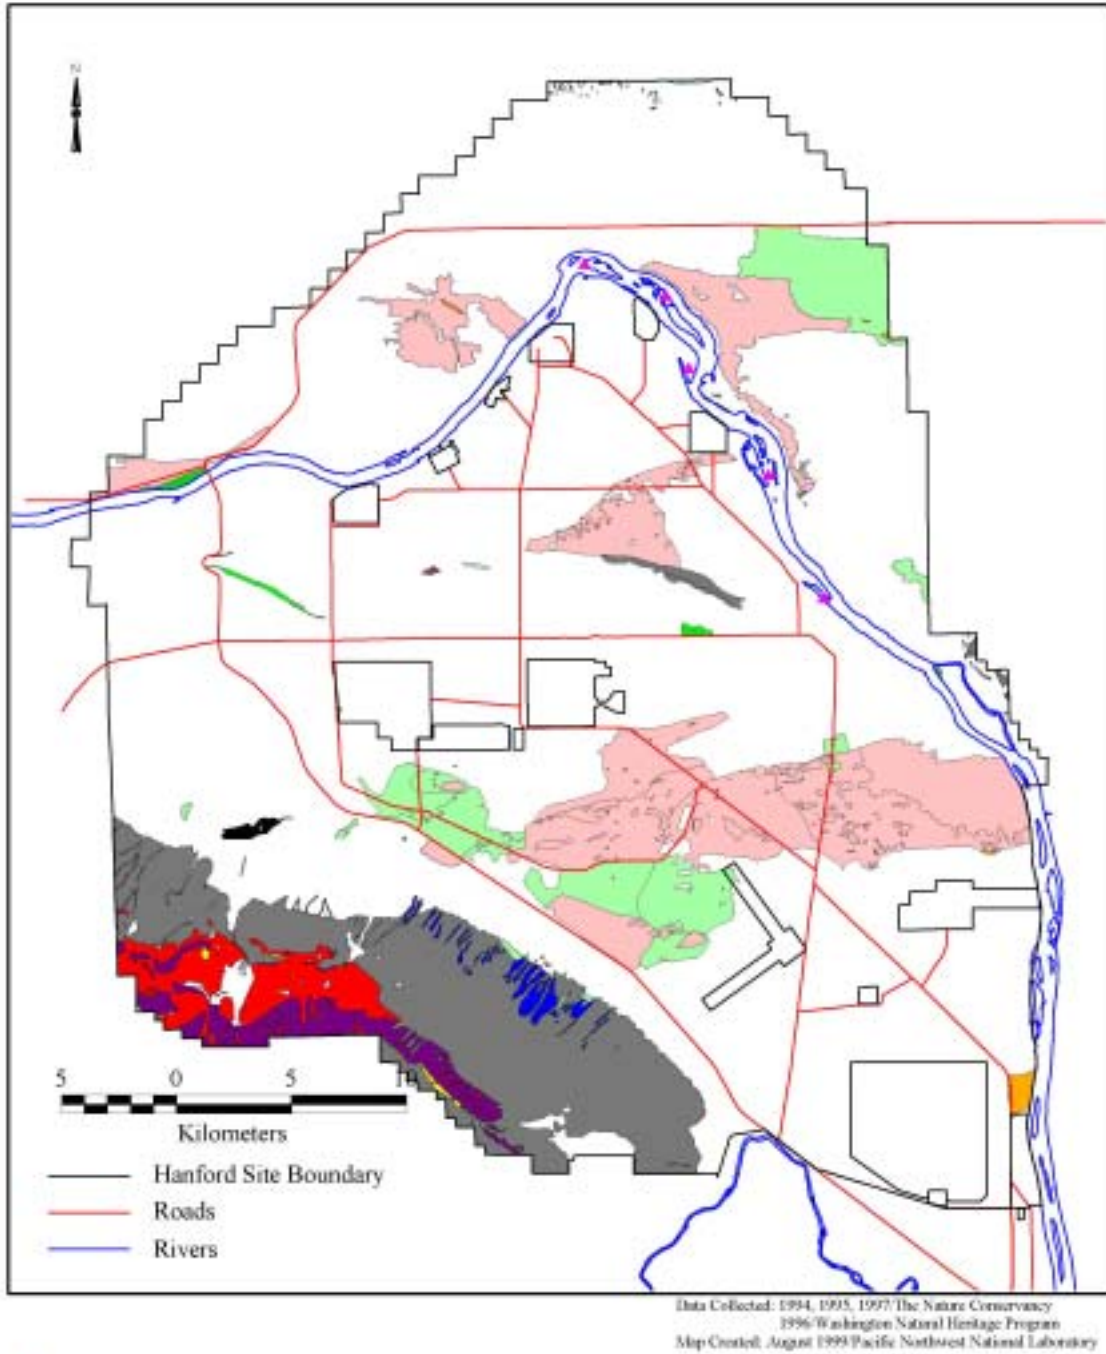 N
5 0 5 10
Kilometers
Hanford Site Boundary
Roads
Rivers
Data Collected: 1994, 1995, 1997/The Nature Conservancy
1996/Washington Natural Heritage Program
Map Created: August 1999/Pacific Northwest National Laboratory